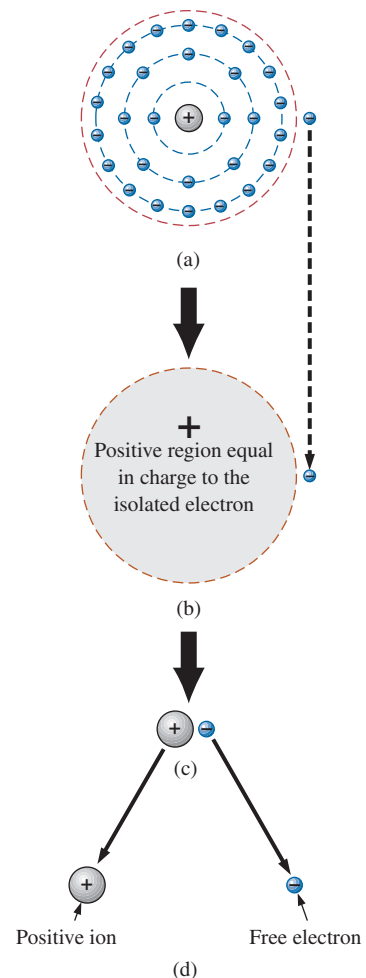 (a)
+
Positive region equal
in charge to the
isolated electron
(b)
+ –
(c)
+ –
Positive ion Free electron
(d)